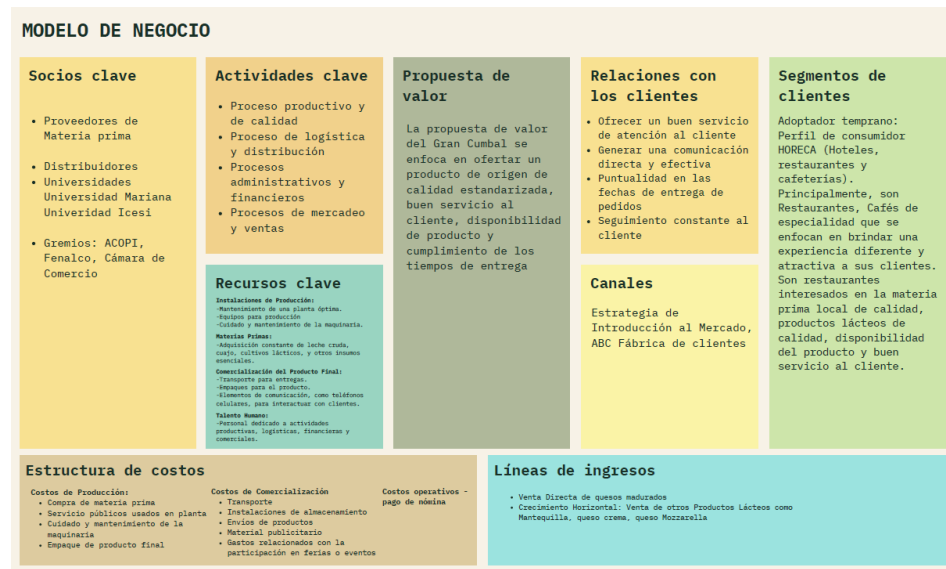 MODELO DE NEGOCIO
Socios clave
• Proveedores de
Materia prima
• Distribuidores
• Universidades
Universidad Mariana
Univeridad Icesi
• Gremios: ACOPI,
Fenalco, Cámara de
Comercio
Actividades clave
• Proceso productivo y
de calidad
• Proceso de logística
y distribución
• Procesos
administrativos y
financieros
• Procesos de mercadeo
y ventas
Recursos clave
Instalaciones de Producción:
-Mantenimiento de una planta óptima.
-Equipos para producción
-Cuidado y mantenimiento de la maquinaria.
Materias Primas:
-Adquisición constante de leche cruda,
cuajo, cultivos lácticos, y otros insumos
esenciales.
Comercialización del Producto Final:
-Transporte para entregas.
-Empaques para el producto.
-Elementos de comunicación, como teléfonos
celulares, para interactuar con clientes.
Talento Humano:
-Personal dedicado a actividades
productivas, logísticas, financieras y
comerciales.
Propuesta de
valor
La propuesta de valor
del Gran Cumbal se
enfoca en ofertar un
producto de origen de
calidad estandarizada,
buen servicio al
cliente, disponibilidad
de producto y
cumplimiento de los
tiempos de entrega
Relaciones con
los clientes
• Ofrecer un buen servicio
de atención al cliente
• Generar una comunicación
directa y efectiva
• Puntualidad en las
fechas de entrega de
pedidos
• Seguimiento constante al
cliente
Canales
Estrategia de
Introducción al Mercado,
ABC Fábrica de clientes
Segmentos de
clientes
Adoptador temprano:
Perfil de consumidor
HORECA (Hoteles,
restaurantes y
cafeterías).
Principalmente, son
Restaurantes, Cafés de
especialidad que se
enfocan en brindar una
experiencia diferente y
atractiva a sus clientes.
Son restaurantes
interesados en la materia
prima local de calidad,
productos lácteos de
calidad, disponibilidad
del producto y buen
servicio al cliente.
Estructura de costos
Costos de Producción:
• Compra de materia prima
• Servicio públicos usados en planta
• Cuidado y mantenimiento de la
maquinaria
• Empaque de producto final
Costos de Comercialización
• Transporte
• Instalaciones de almacenamiento
• Envíos de productos
• Material publicitario
• Gastos relacionados con la
participación en ferias o eventos
Costos operativos -
pago de nómina
Líneas de ingresos
• Venta Directa de quesos madurados
• Crecimiento Horizontal: Venta de otros Productos Lácteos como
Mantequilla, queso crema, queso Mozzarella